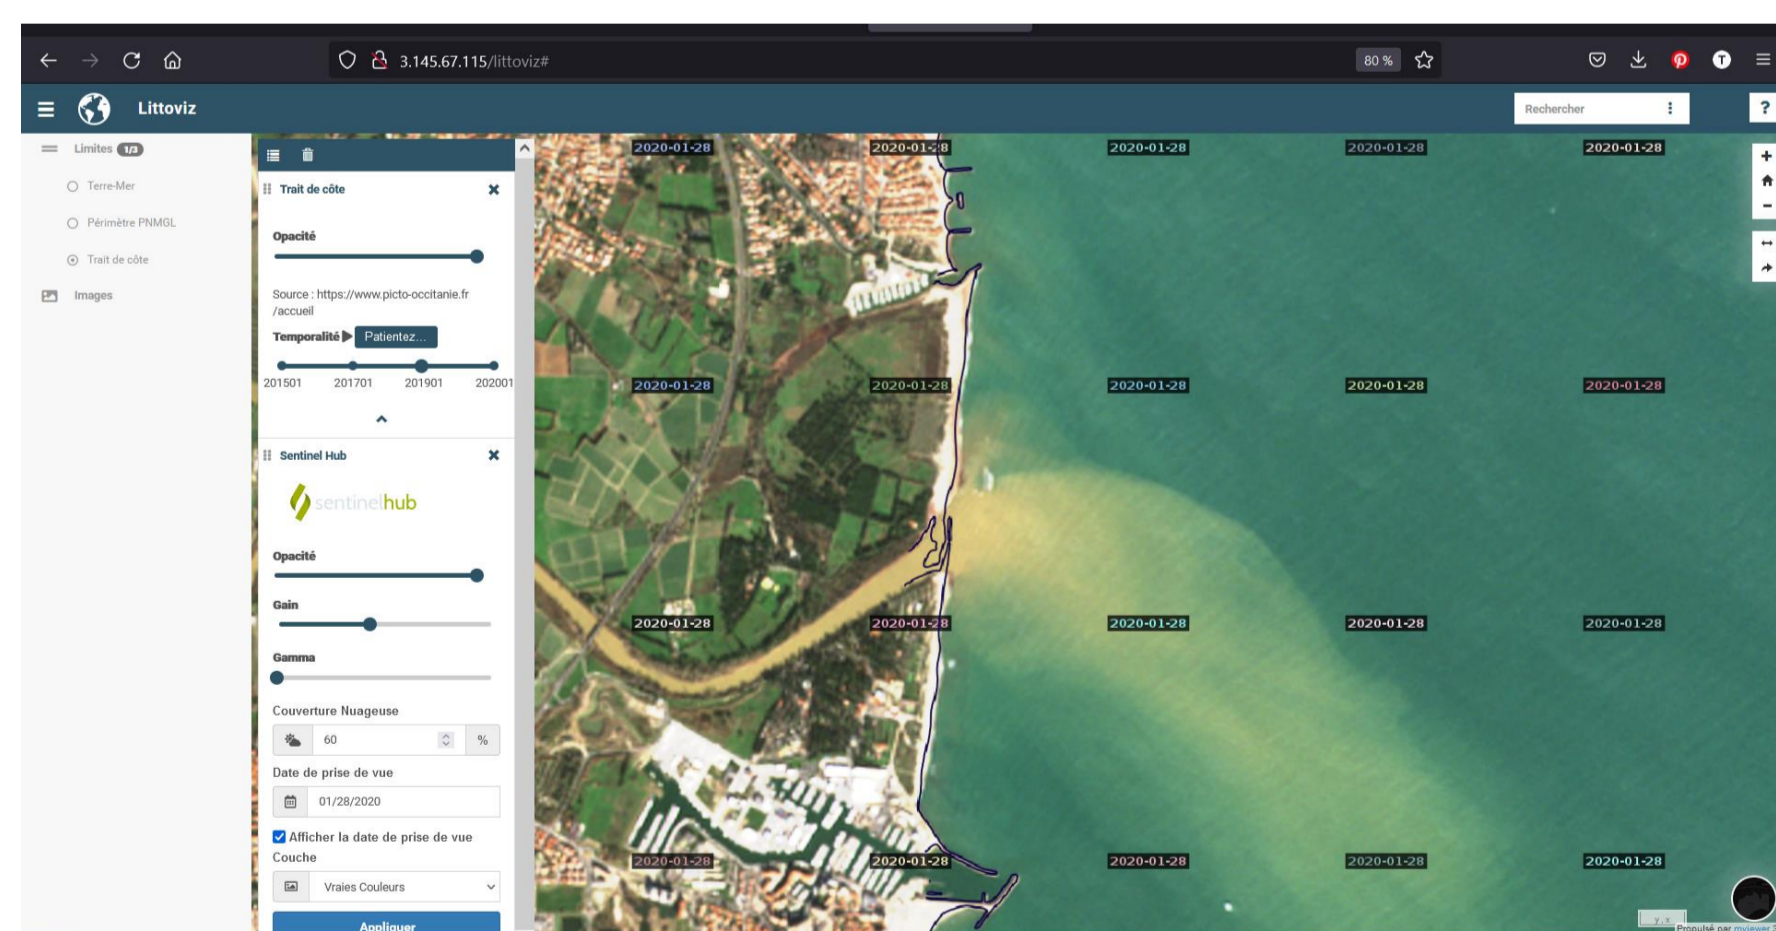 3.145.67.115/littoviz#
80 %
T
Littoviz
Rechercher
?
Limites 1/3
Terre-Mer
Périmètre PNMGL
Trait de côte
Images
Trait de côte
Opacité
Source : https://www.picto-occitanie.fr
/accueil
Temporalité Patientez...
201501 201701 201901 202001
Sentinel Hub
sentinelhub
Opacité
Gain
Gamma
Couverture Nuageuse
60 %
Date de prise de vue
01/28/2020
Afficher la date de prise de vue
Couche
Vraies Couleurs
Appliquer
2020-01-28 2020-01-28 2020-01-28 2020-01-28 2020-01-28
2020-01-28 2020-01-28 2020-01-28 2020-01-28 2020-01-28
2020-01-28 2020-01-28 2020-01-28 2020-01-28 2020-01-28
2020-01-28 2020-01-28 2020-01-28 2020-01-28 2020-01-28
y , x
Propulsé par mviewer